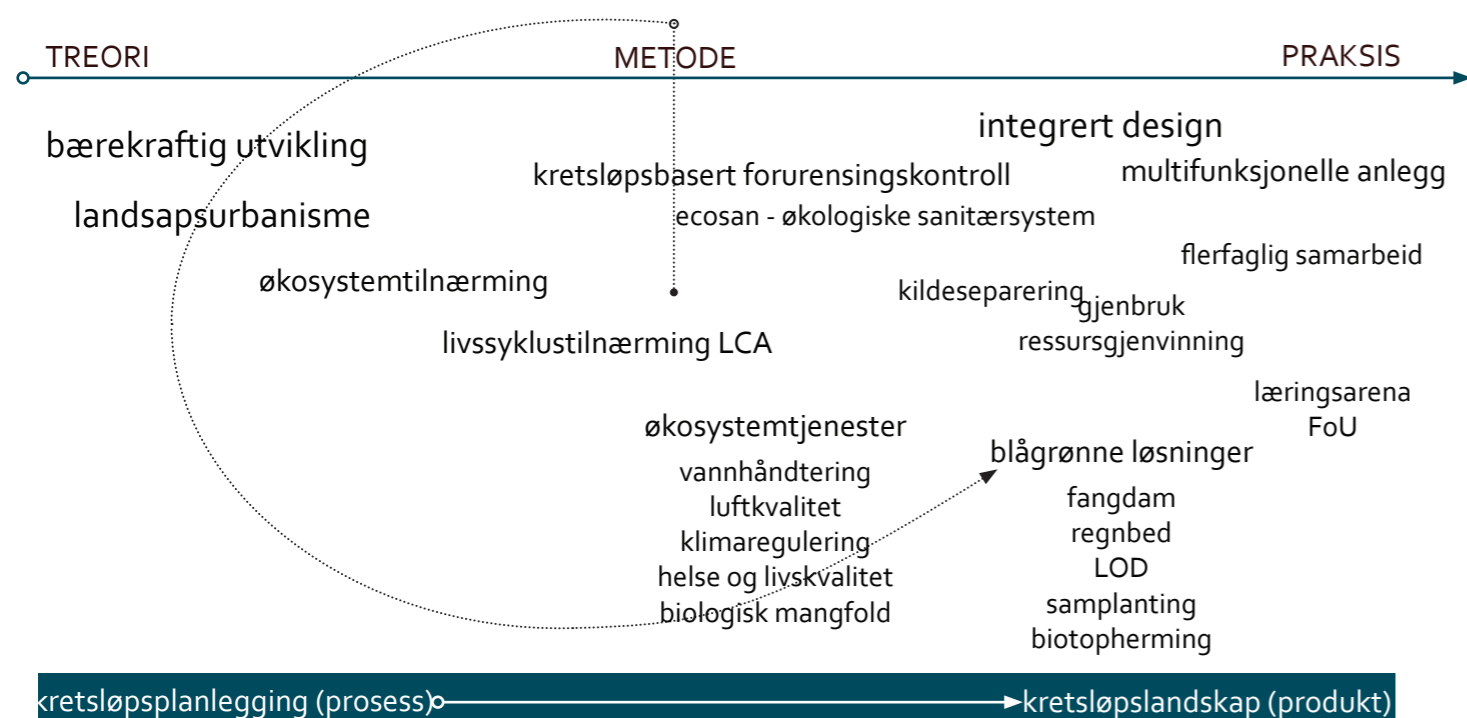 TREORI
METODE
PRAKSIS
bærekraftig utvikling
landsapsurbanisme
økosystemtilnærming
livssyklustilnærming LCA
kretsløpsbasert forurensingskontroll
ecosan - økologiske sanitærsystem
økosystemtjenester
vannhåndtering
luftkvalitet
klimaregulering
helse og livskvalitet
biologisk mangfold
integrert design
multifunksjonelle anlegg
flerfaglig samarbeid
kildeseparering
gjenbruk
ressursgjenvinning
læringsarena
FoU
blågrønne løsninger
fangdam
regnbed
LOD
samplanting
biotopherming
kretsløpsplanlegging (prosess)
kretsløpslandskap (produkt)